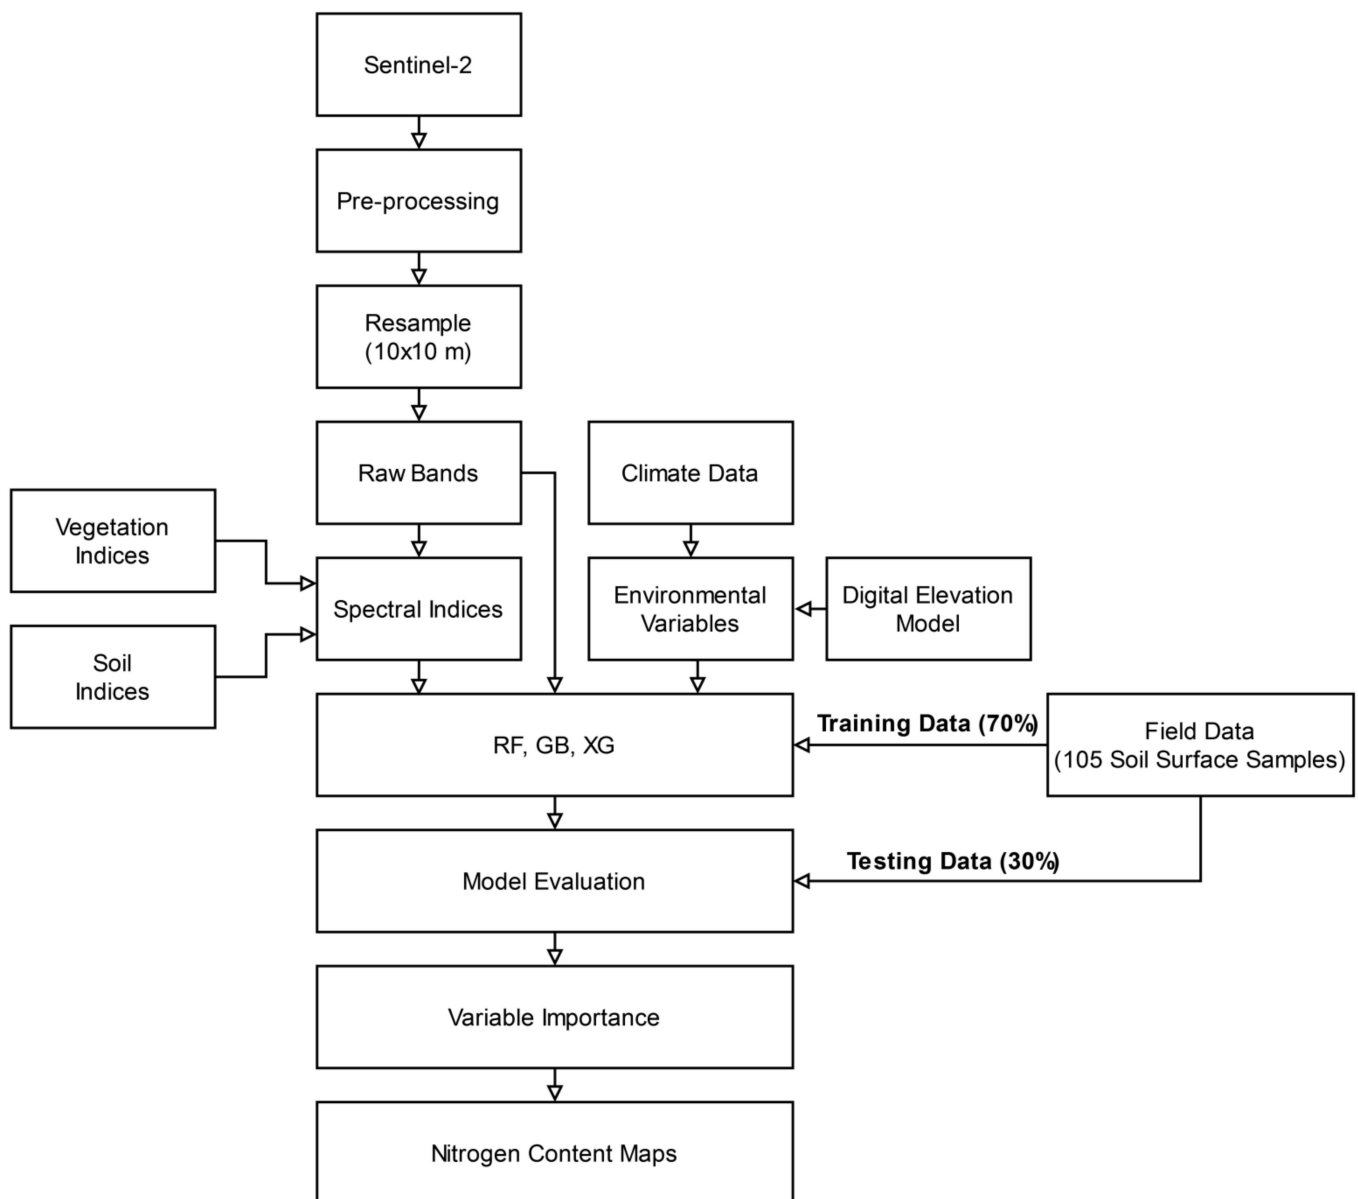 Sentinel-2
Pre-processing
Resample
(10x10 m)
Raw Bands
Climate Data
Vegetation
Indices
Spectral Indices
Environmental
Variables
Digital Elevation
Model
Soil
Indices
RF, GB, XG
Training Data (70%)
Field Data
(105 Soil Surface Samples)
Model Evaluation
Testing Data (30%)
Variable Importance
Nitrogen Content Maps